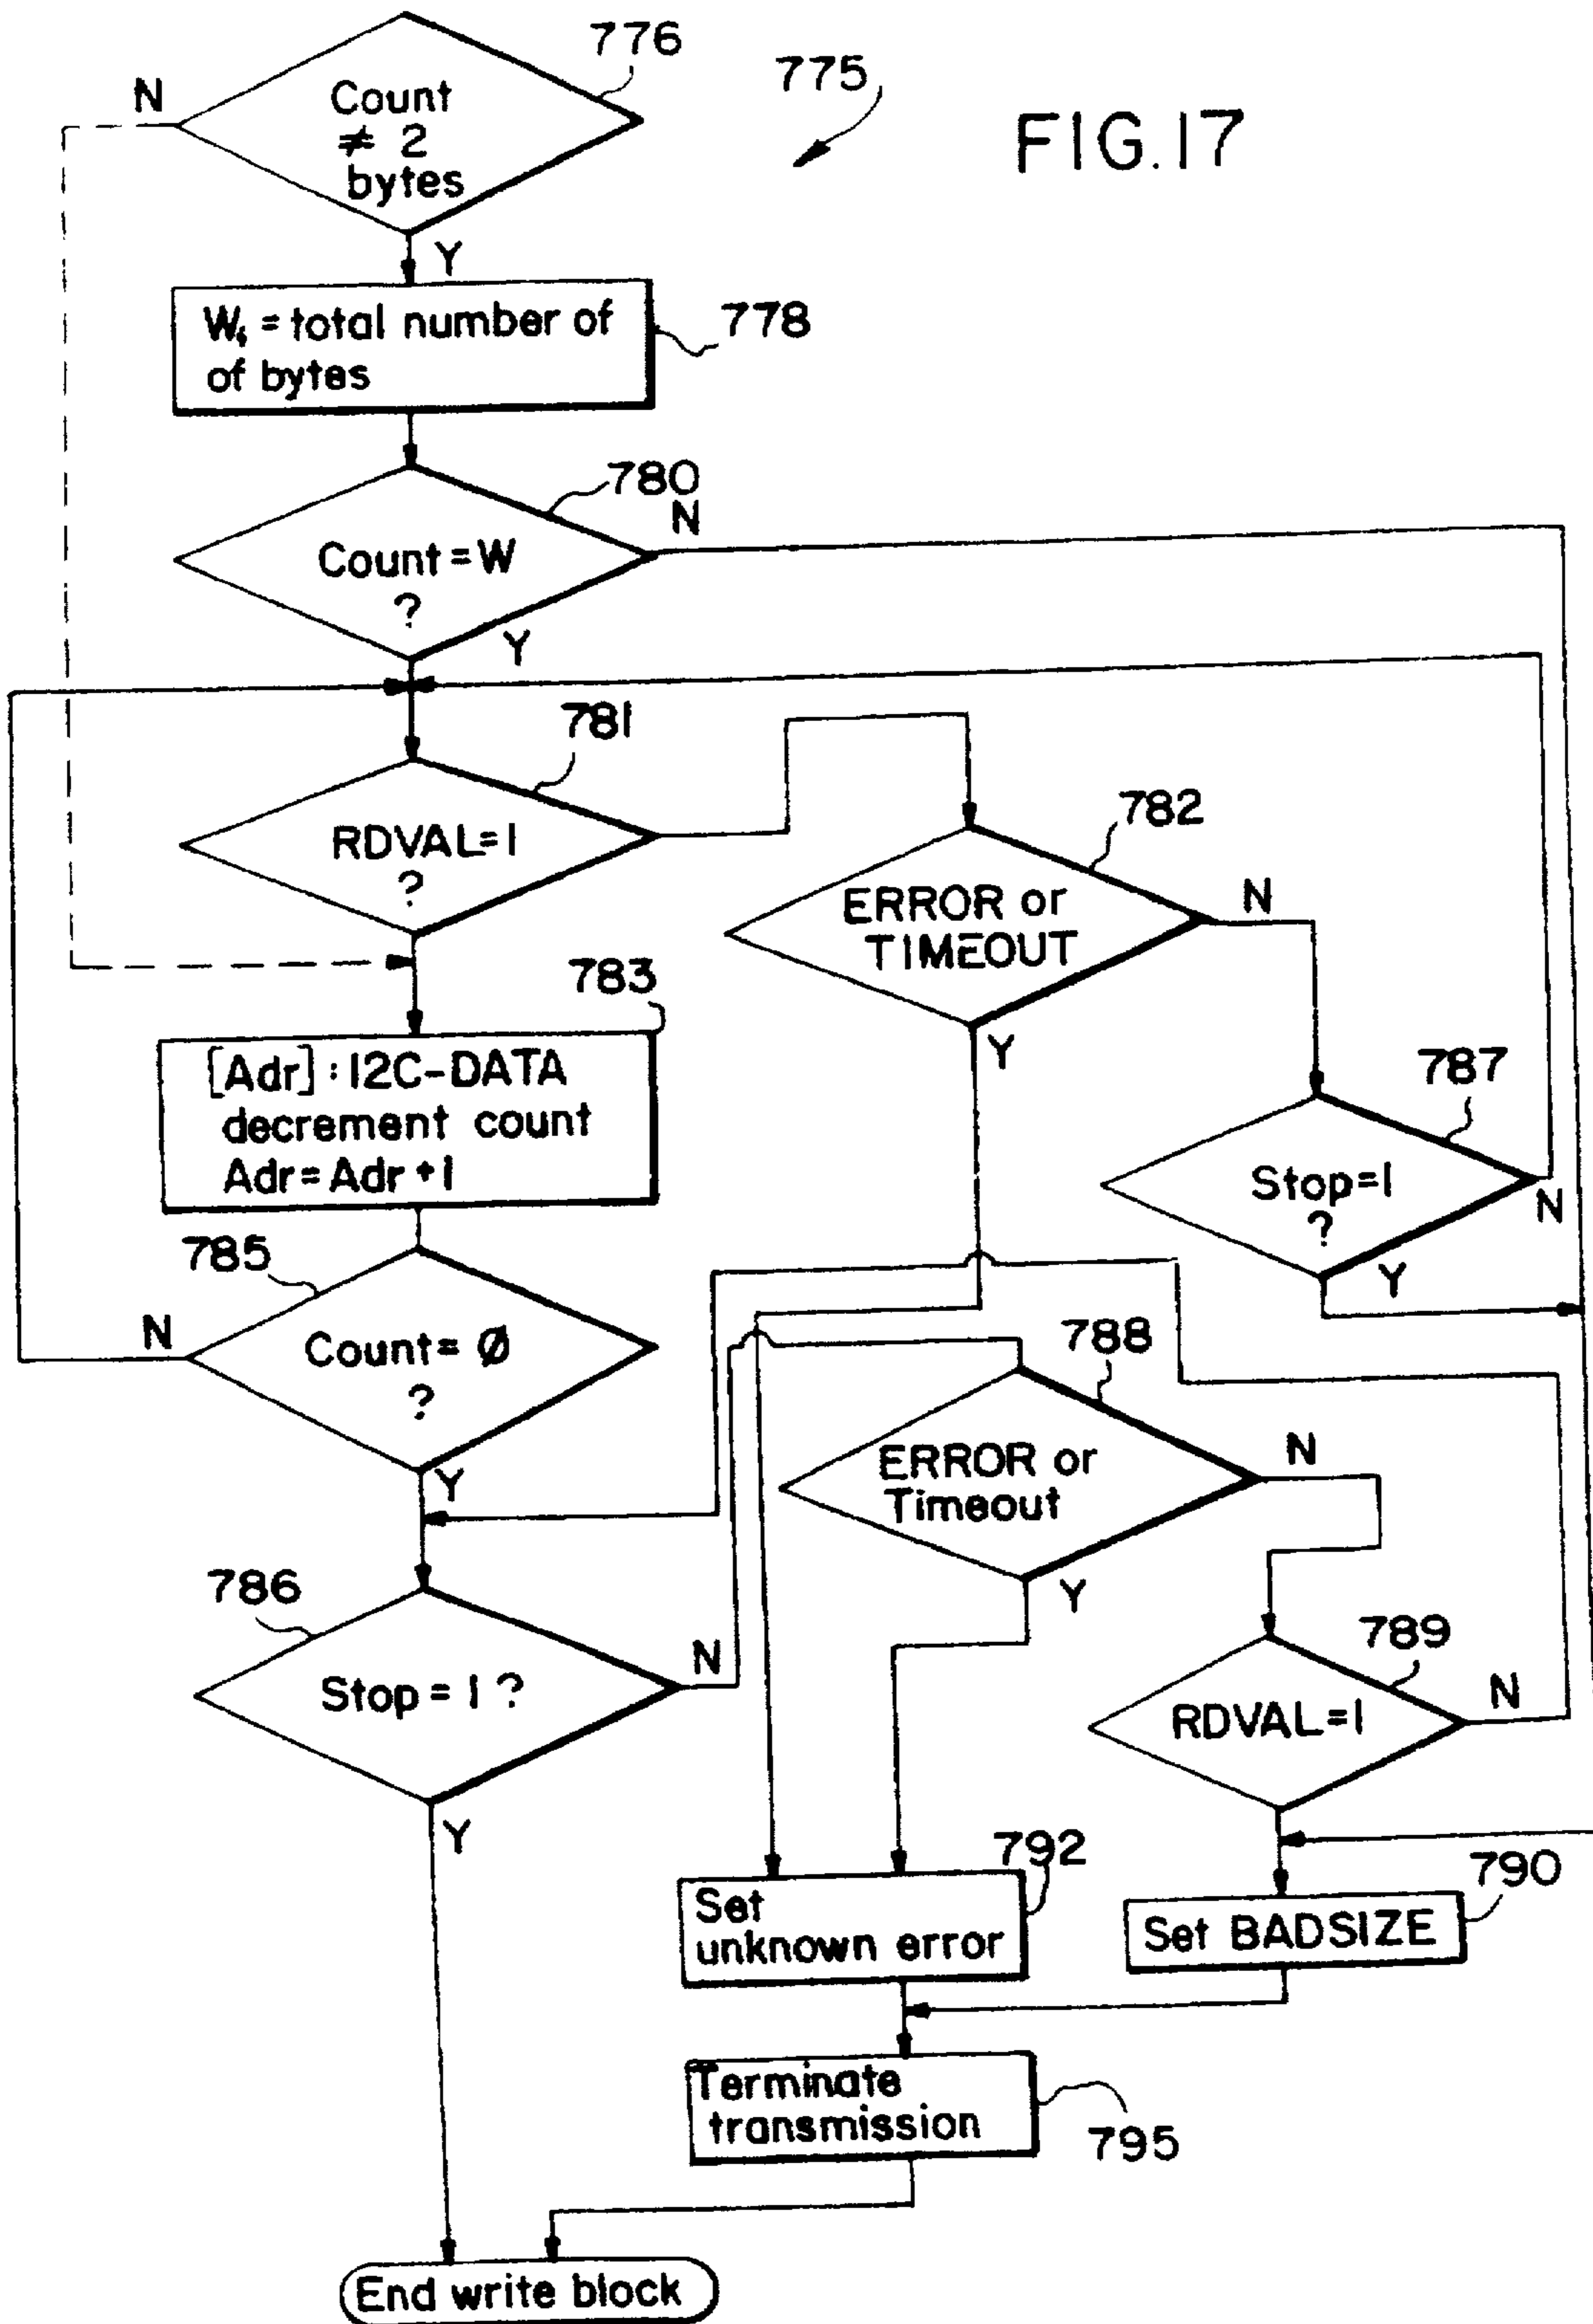 776
775
FIG.17
N
Count
≠ 2
bytes
Y
W, = total number of
of bytes
778
780
N
Count = W
?
Y
781
RDVAL=1
?
782
ERROR or
TIMEOUT
N
Y
783
[Adr] : I2C-DATA
decrement count
Adr = Adr + 1
787
Stop=1
?
N
Y
785
N
Count = Ø
?
Y
788
ERROR or
Timeout
N
Y
786
Stop = 1 ?
N
Y
789
RDVAL=1
N
792
Set
unknown error
790
Set BADSIZE
Terminate
transmission
795
End write block